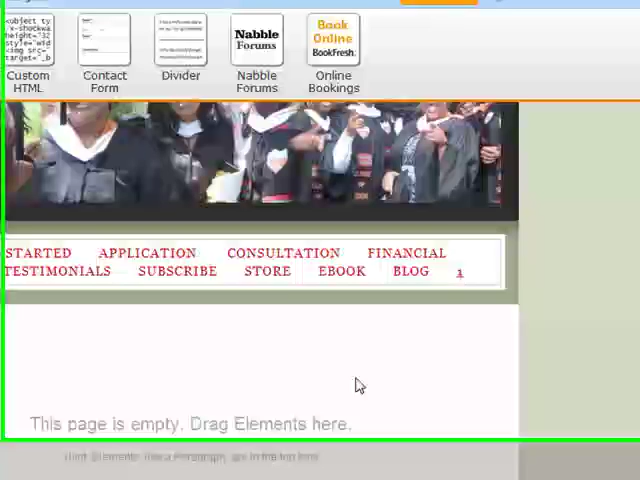 Custom
HTML
Contact
Form
Divider
Nabble
Forums
Nabble
Forums
Book
Online
BookFresh.
Online
Bookings
STARTED APPLICATION CONSULTATION FINANCIAL
TESTIMONIALS SUBSCRIBE STORE EBOOK BLOG 1
This page is empty. Drag Elements here.